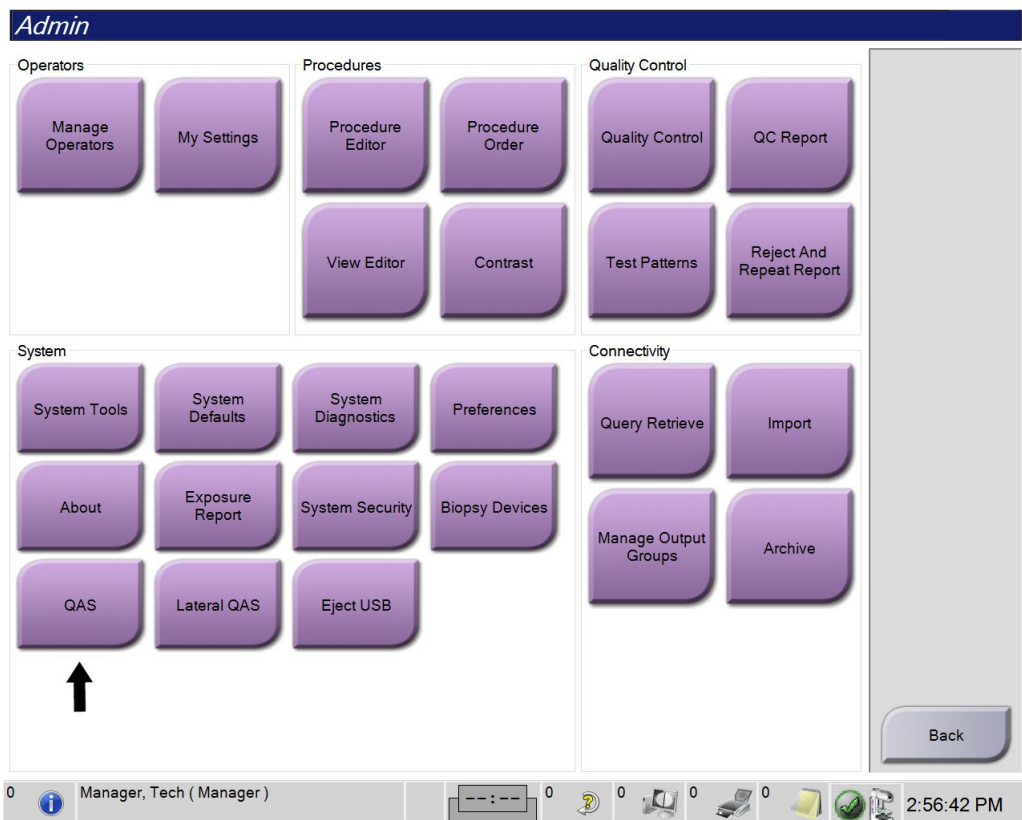 Admin
Operators
Manage
Operators
My Settings
Procedures
Procedure
Editor
Procedure
Order
View Editor
Contrast
Quality Control
Quality Control
QC Report
Test Patterns
Reject And
Repeat Report
System
System Tools
System
Defaults
System
Diagnostics
Preferences
About
Exposure
Report
System Security
Biopsy Devices
QAS
Lateral QAS
Eject USB
Connectivity
Query Retrieve
Import
Manage Output
Groups
Archive
Back
0 Manager, Tech ( Manager ) --:-- 0 0 0 0 2:56:42 PM